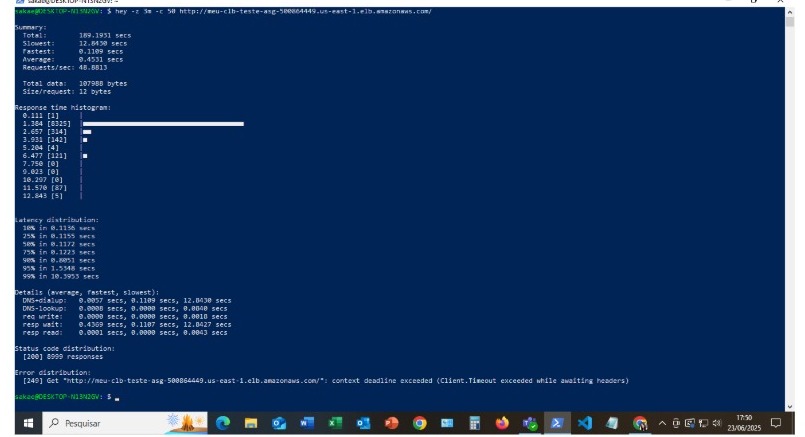 sakae@DESKTOP-N13N2GV: ~
sakae@DESKTOP-N13N2GV: $ hey -z 3m -c 50 http://meu-clb-teste-asg-500864449.us-east-1.elb.amazonaws.com/
Summary:
Total: 189.1931 secs
Slowest: 12.8430 secs
Fastest: 0.1109 secs
Average: 0.4531 secs
Requests/sec: 48.8813
Total data: 107988 bytes
Size/request: 12 bytes
Response time histogram:
0.111 [1] |
1.384 [8325] |
2.657 [314] |
3.931 [142] |
5.204 [4] |
6.477 [121] |
7.750 [0] |
9.023 [0] |
10.297 [0] |
11.570 [87] |
12.843 [5] |
Latency distribution:
10% in 0.1136 secs
25% in 0.1155 secs
50% in 0.1172 secs
75% in 0.1223 secs
90% in 0.8051 secs
95% in 1.5348 secs
99% in 10.3953 secs
Details (average, fastest, slowest):
DNS+dialup: 0.0057 secs, 0.1109 secs, 12.8430 secs
DNS-lookup: 0.0008 secs, 0.0000 secs, 0.0840 secs
req write: 0.0000 secs, 0.0000 secs, 0.0018 secs
resp wait: 0.4369 secs, 0.1107 secs, 12.8427 secs
resp read: 0.0001 secs, 0.0000 secs, 0.0043 secs
Status code distribution:
[200] 8999 responses
Error distribution:
[249] Get "http://meu-clb-teste-asg-500864449.us-east-1.elb.amazonaws.com/": context deadline exceeded (Client.Timeout exceeded while awaiting headers)
sakae@DESKTOP-N13N2GV: $
Pesquisar
17:50
23/06/2025